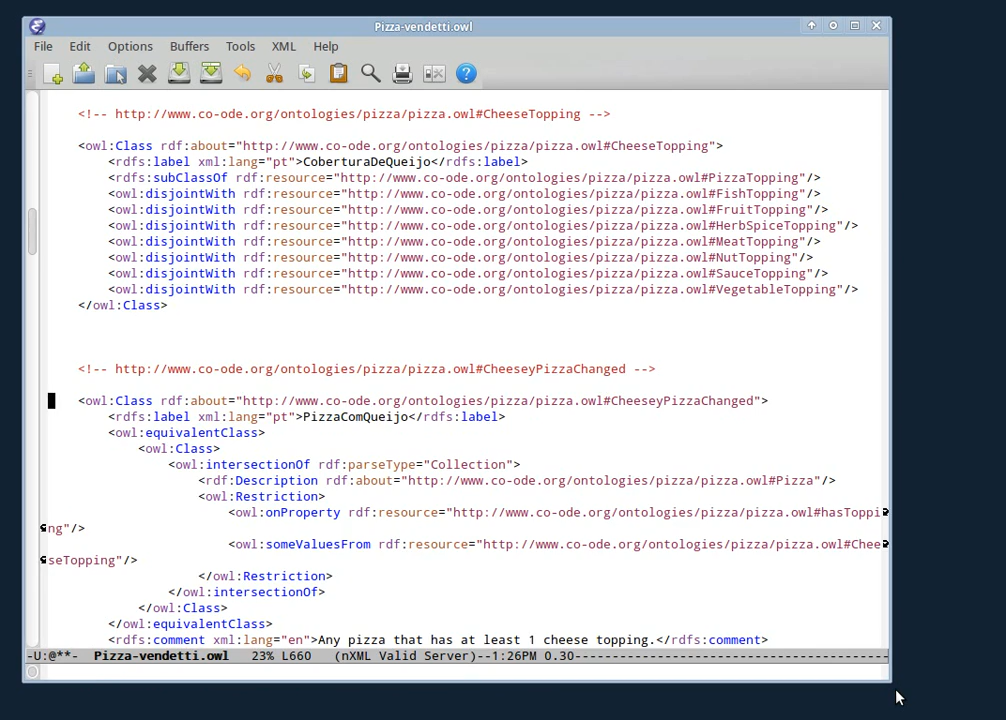 Pizza-vendetti.owl
File Edit Options Buffers Tools XML Help
<!-- http://www.co-ode.org/ontologies/pizza/pizza.owl#CheeseTopping -->
<owl:Class rdf:about="http://www.co-ode.org/ontologies/pizza/pizza.owl#CheeseTopping">
<rdfs:label xml:lang="pt">CoberturaDeQueijo</rdfs:label>
<rdfs:subClassOf rdf:resource="http://www.co-ode.org/ontologies/pizza/pizza.owl#PizzaTopping"/>
<owl:disjointWith rdf:resource="http://www.co-ode.org/ontologies/pizza/pizza.owl#FishTopping"/>
<owl:disjointWith rdf:resource="http://www.co-ode.org/ontologies/pizza/pizza.owl#FruitTopping"/>
<owl:disjointWith rdf:resource="http://www.co-ode.org/ontologies/pizza/pizza.owl#HerbSpiceTopping"/>
<owl:disjointWith rdf:resource="http://www.co-ode.org/ontologies/pizza/pizza.owl#MeatTopping"/>
<owl:disjointWith rdf:resource="http://www.co-ode.org/ontologies/pizza/pizza.owl#NutTopping"/>
<owl:disjointWith rdf:resource="http://www.co-ode.org/ontologies/pizza/pizza.owl#SauceTopping"/>
<owl:disjointWith rdf:resource="http://www.co-ode.org/ontologies/pizza/pizza.owl#VegetableTopping"/>
</owl:Class>
<!-- http://www.co-ode.org/ontologies/pizza/pizza.owl#CheeseyPizzaChanged -->
<owl:Class rdf:about="http://www.co-ode.org/ontologies/pizza/pizza.owl#CheeseyPizzaChanged">
<rdfs:label xml:lang="pt">PizzaComQueijo</rdfs:label>
<owl:equivalentClass>
<owl:Class>
<owl:intersectionOf rdf:parseType="Collection">
<rdf:Description rdf:about="http://www.co-ode.org/ontologies/pizza/pizza.owl#Pizza"/>
<owl:Restriction>
<owl:onProperty rdf:resource="http://www.co-ode.org/ontologies/pizza/pizza.owl#hasToppi
ng"/>
<owl:someValuesFrom rdf:resource="http://www.co-ode.org/ontologies/pizza/pizza.owl#Chee
seTopping"/>
</owl:Restriction>
</owl:intersectionOf>
</owl:Class>
</owl:equivalentClass>
<rdfs:comment xml:lang="en">Any pizza that has at least 1 cheese topping.</rdfs:comment>
-U:@**-  Pizza-vendetti.owl   23% L660   (nXML Valid Server)--1:26PM 0.30------------------------------------------